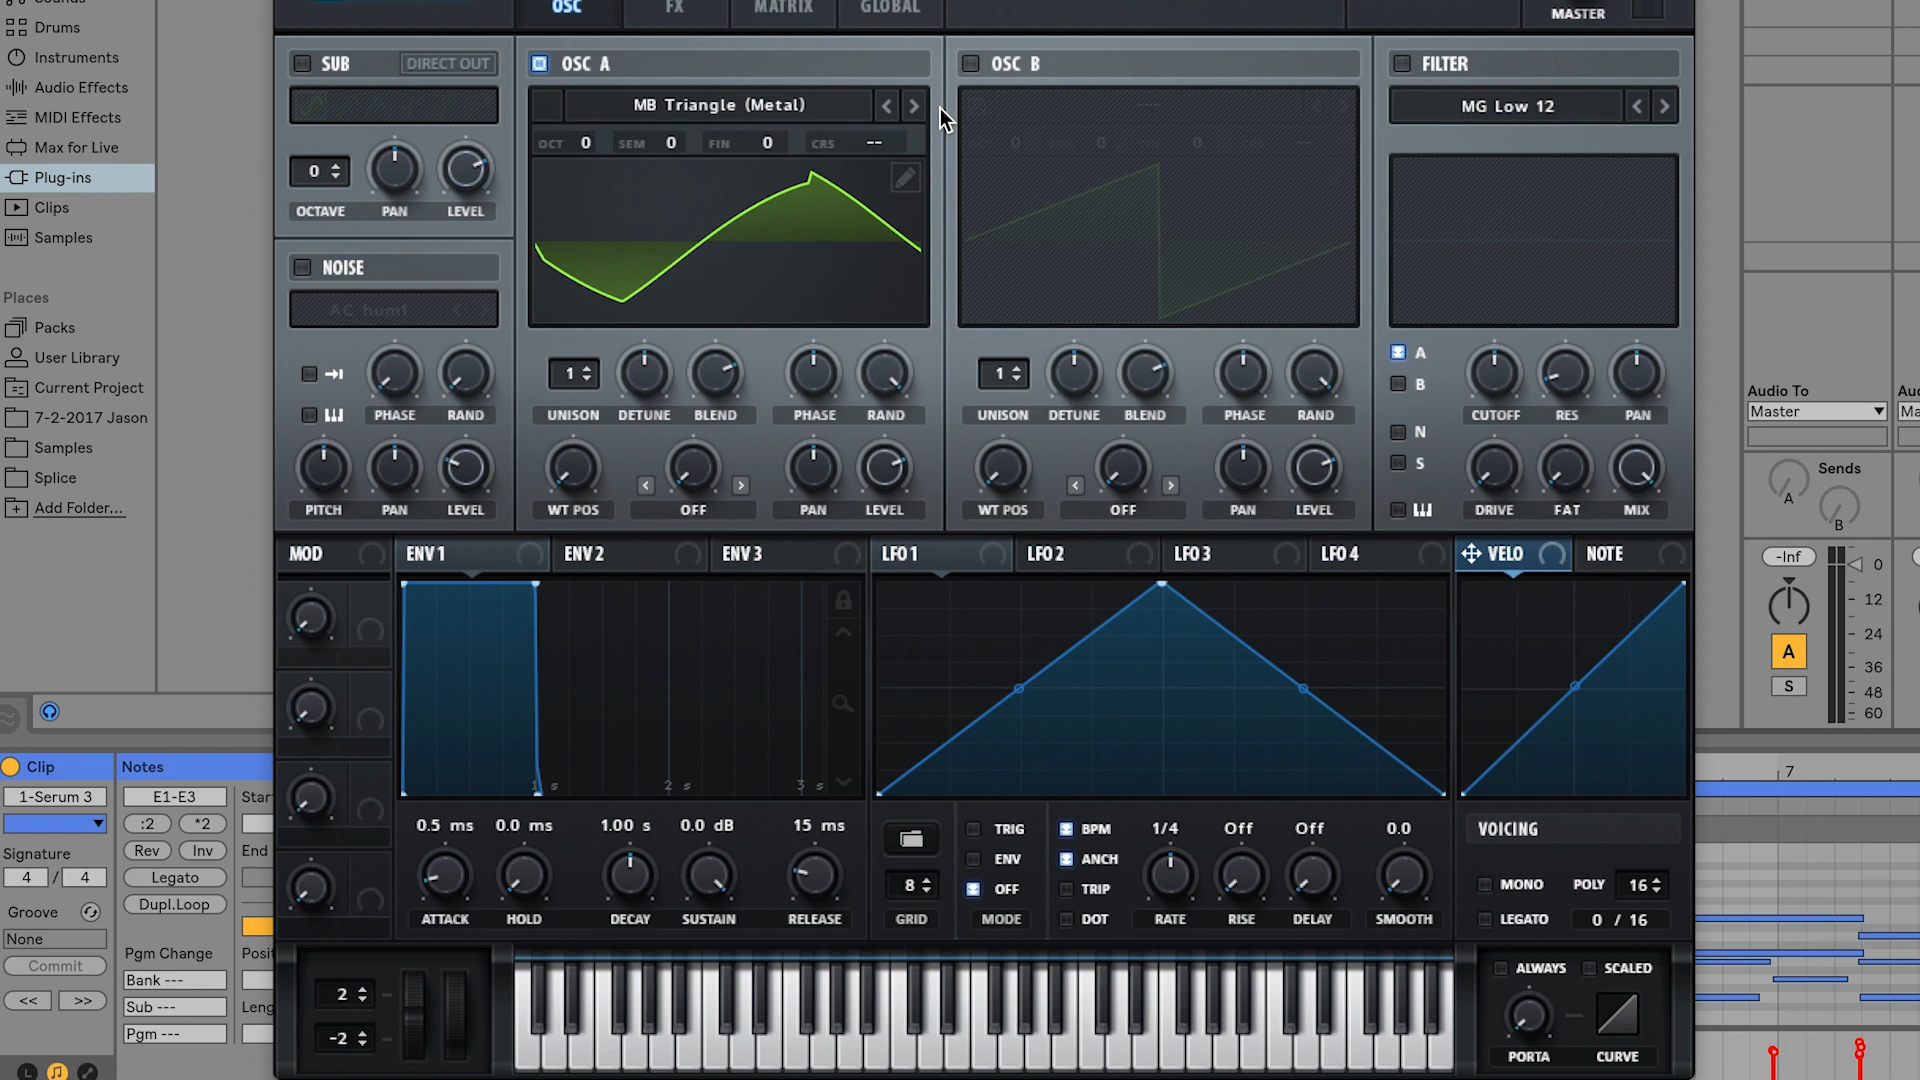 OSC FX MATRIX GLOBAL MASTER
Sounds
Drums
Instruments
Audio Effects
MIDI Effects
Max for Live
Plug-ins
Clips
Samples
Places
Packs
User Library
Current Project
7-2-2017 Jason
Samples
Splice
Add Folder...
SUB DIRECT OUT
0
OCTAVE PAN LEVEL
NOISE
AC hum1
PHASE RAND
PITCH PAN LEVEL
OSC A
MB Triangle (Metal)
OCT 0 SEM 0 FIN 0 CRS --
1
UNISON DETUNE BLEND PHASE RAND
WT POS OFF PAN LEVEL
OSC B
1
UNISON DETUNE BLEND PHASE RAND
WT POS OFF PAN LEVEL
FILTER
MG Low 12
A
B
N
S
CUTOFF RES PAN
DRIVE FAT MIX
MOD ENV 1 ENV 2 ENV 3 LFO 1 LFO 2 LFO 3 LFO 4 VELO NOTE
1 s 2 s 3 s
0.5 ms 0.0 ms 1.00 s 0.0 dB 15 ms
ATTACK HOLD DECAY SUSTAIN RELEASE
8
GRID
TRIG
ENV
OFF
MODE
BPM
ANCH
TRIP
DOT
1/4 Off Off 0.0
RATE RISE DELAY SMOOTH
VOICING
MONO POLY 16
LEGATO 0 / 16
2
-2
ALWAYS SCALED
PORTA CURVE
Audio To
Master
Sends
A
B
-Inf
0
12
24
36
48
60
A
S
7
Clip
1-Serum 3
Signature
4 / 4
Groove
None
Commit
<< >>
Notes
E1-E3
:2 *2
Rev Inv
Legato
Dupl.Loop
Pgm Change
Bank ---
Sub ---
Pgm ---
End